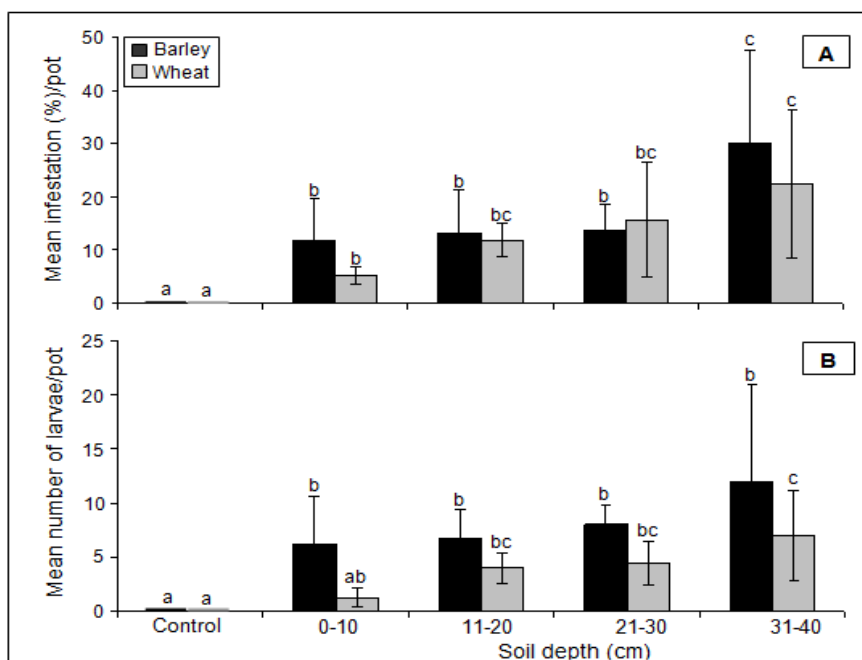 Mean infestation (%)/pot
50
40
30
20
10
0
Barley
Wheat
A
a a b b b bc b bc c c
Mean number of larvae/pot
25
20
15
10
5
0
B
a a b ab b bc b bc b c
Control 0-10 11-20 21-30 31-40
Soil depth (cm)